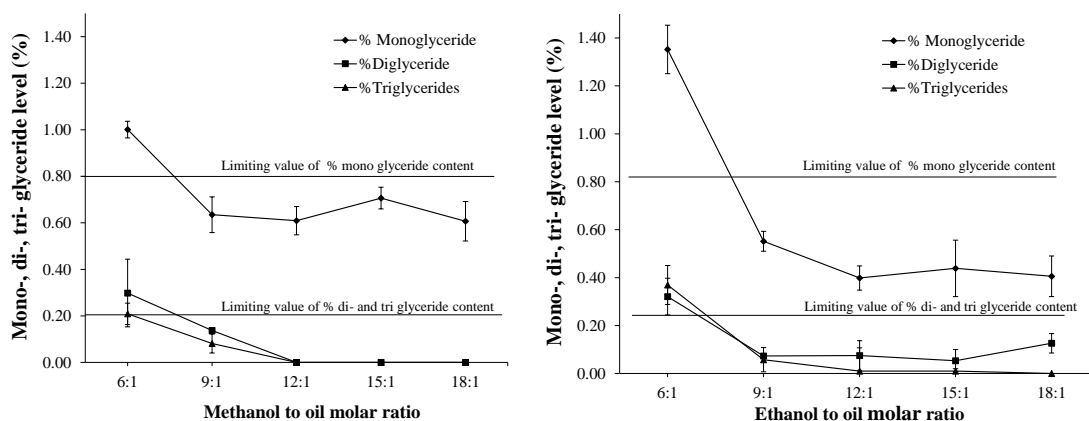 Mono-, di-, tri- glyceride level (%)
1.40
1.20
1.00
0.80
0.60
0.40
0.20
0.00
% Monoglyceride
%Diglyceride
%Triglycerides
Limiting value of % mono glyceride content
Limiting value of % di- and tri glyceride content
6:1 9:1 12:1 15:1 18:1
Methanol to oil molar ratio
Mono-, di-, tri- glyceride level (%)
1.40
1.20
1.00
0.80
0.60
0.40
0.20
0.00
% Monoglyceride
%Diglyceride
%Triglycerides
Limiting value of % mono glyceride content
Limiting value of % di- and tri glyceride content
6:1 9:1 12:1 15:1 18:1
Ethanol to oil molar ratio